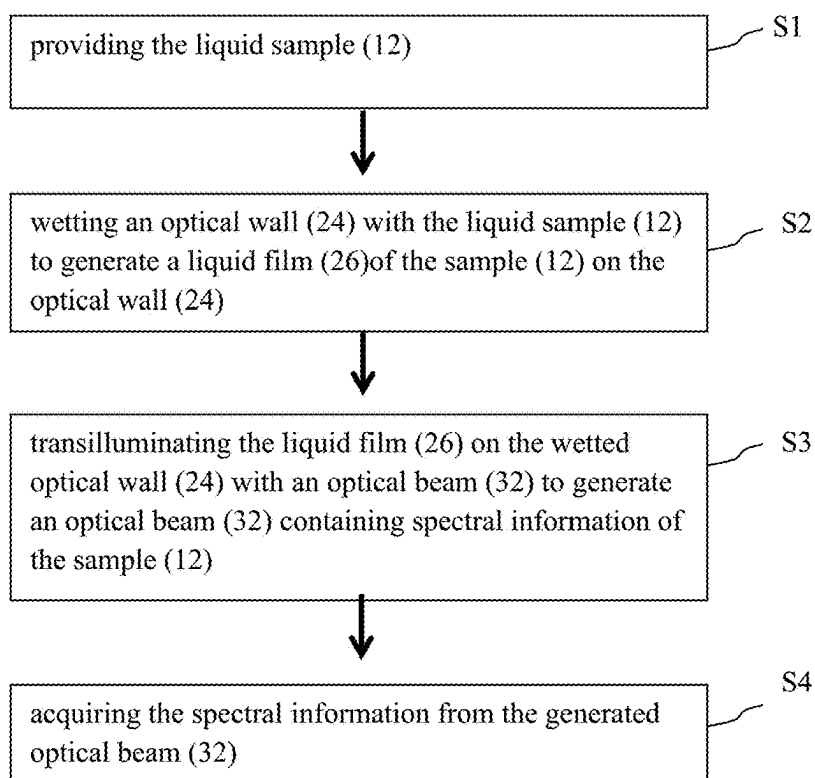 S1
providing the liquid sample (12)
S2
wetting an optical wall (24) with the liquid sample (12)
to generate a liquid film (26)of the sample (12) on the
optical wall (24)
S3
transilluminating the liquid film (26) on the wetted
optical wall (24) with an optical beam (32) to generate
an optical beam (32) containing spectral information of
the sample (12)
S4
acquiring the spectral information from the generated
optical beam (32)